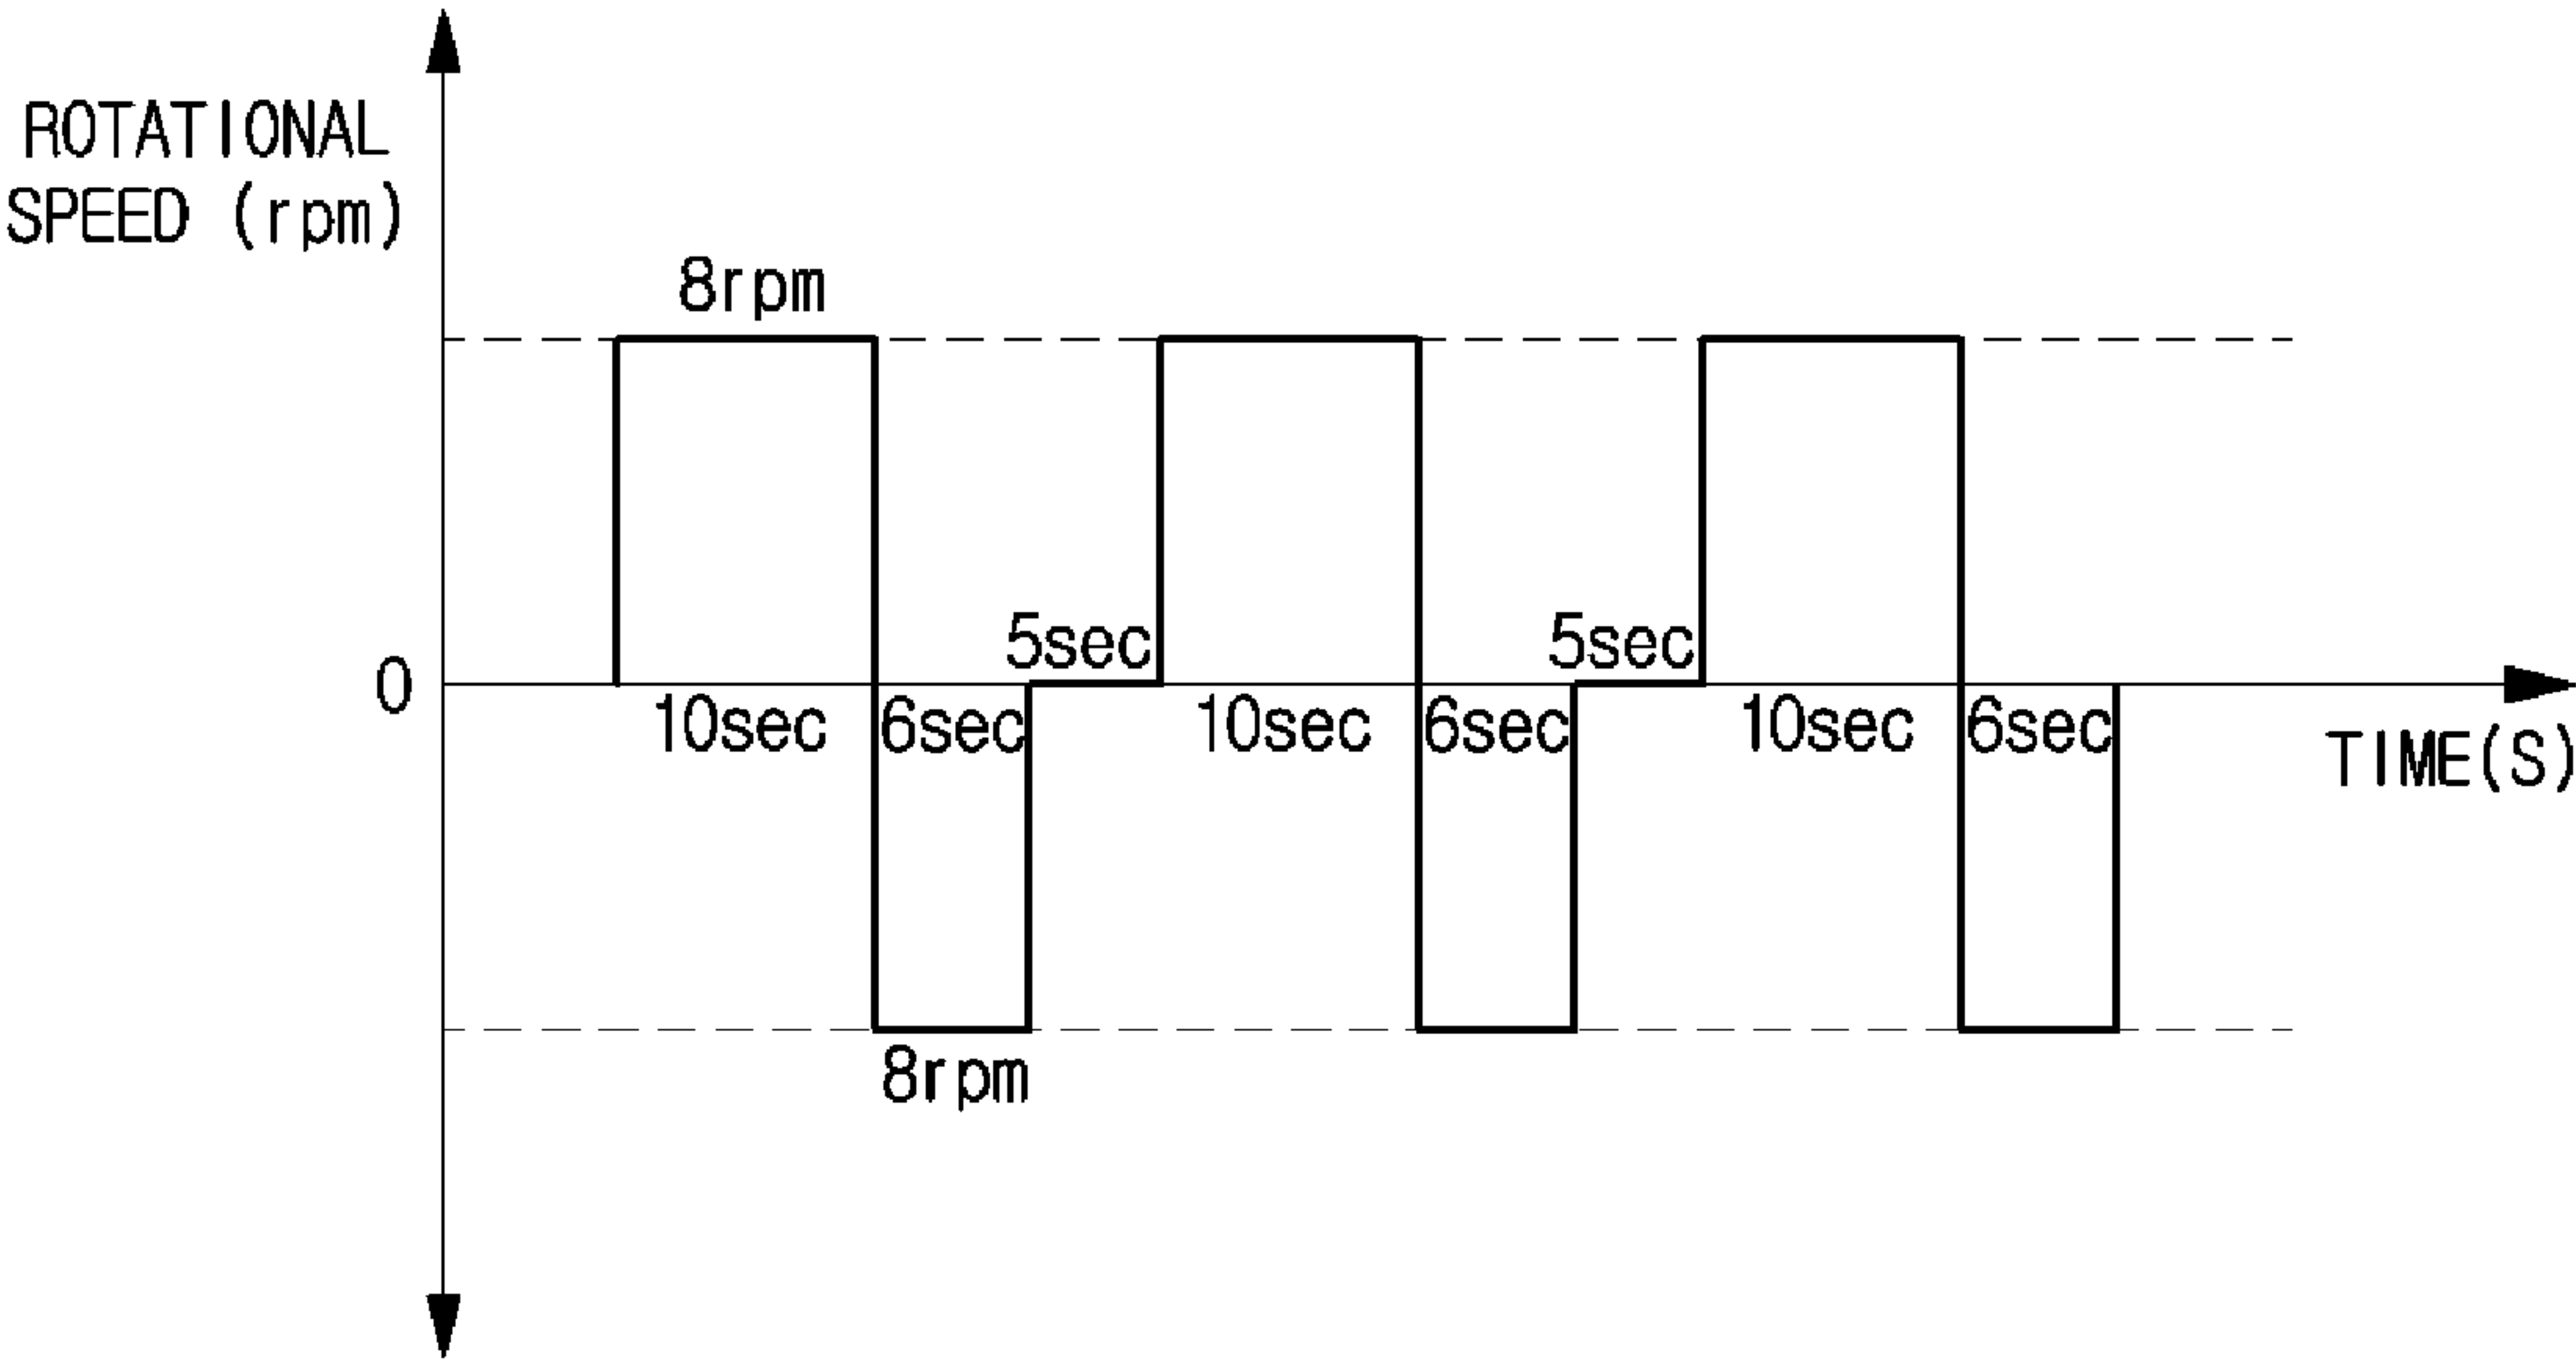 ROTATIONAL
SPEED (rpm)
8rpm
5sec
5sec
0
10sec
6sec
10sec
6sec
10sec
6sec
TIME(S)
8rpm